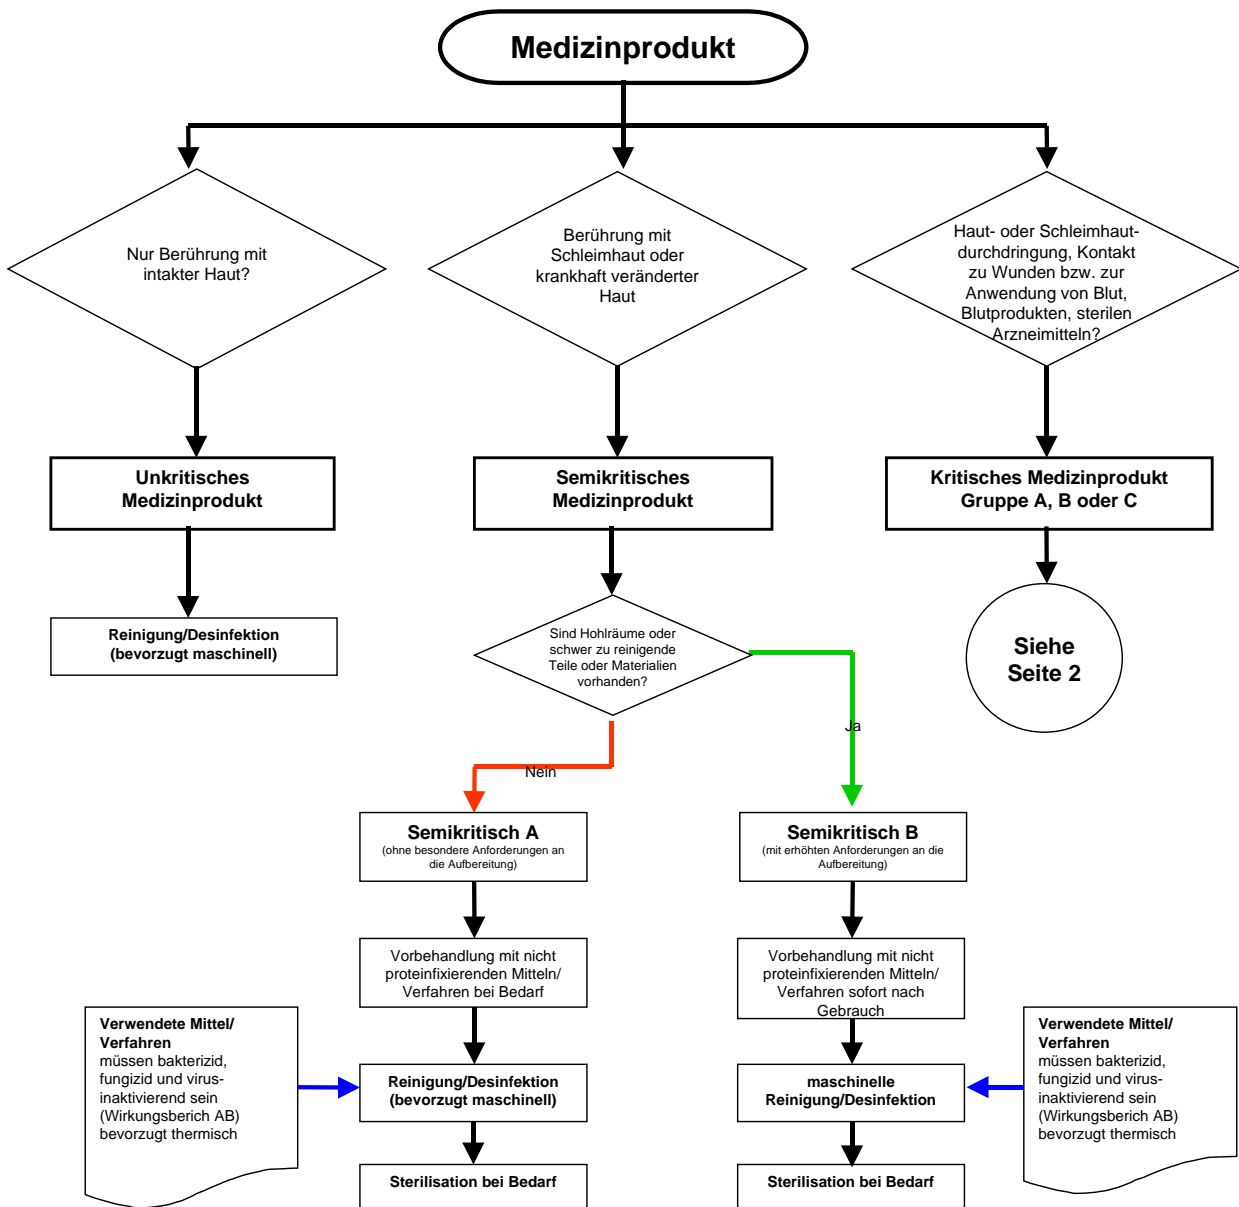 Medizinprodukt
Nur Berührung mit
intakter Haut?
Berührung mit
Schleimhaut oder
krankhaft veränderter
Haut
Haut- oder Schleimhaut-
durchdringung, Kontakt
zu Wunden bzw. zur
Anwendung von Blut,
Blutprodukten, sterilen
Arzneimitteln?
Unkritisches
Medizinprodukt
Semikritisches
Medizinprodukt
Kritisches Medizinprodukt
Gruppe A, B oder C
Reinigung/Desinfektion
(bevorzugt maschinell)
Sind Hohlräume oder
schwer zu reinigende
Teile oder Materialien
vorhanden?
Siehe
Seite 2
Ja
Nein
Semikritisch A
(ohne besondere Anforderungen an
die Aufbereitung)
Semikritisch B
(mit erhöhten Anforderungen an die
Aufbereitung)
Vorbehandlung mit nicht
proteinfixierenden Mitteln/
Verfahren bei Bedarf
Vorbehandlung mit nicht
proteinfixierenden Mitteln/
Verfahren sofort nach
Gebrauch
Verwendete Mittel/
Verfahren
müssen bakterizid,
fungizid und virus-
inaktivierend sein
(Wirkungsberich AB)
bevorzugt thermisch
Reinigung/Desinfektion
(bevorzugt maschinell)
maschinelle
Reinigung/Desinfektion
Verwendete Mittel/
Verfahren
müssen bakterizid,
fungizid und virus-
inaktivierend sein
(Wirkungsberich AB)
bevorzugt thermisch
Sterilisation bei Bedarf
Sterilisation bei Bedarf